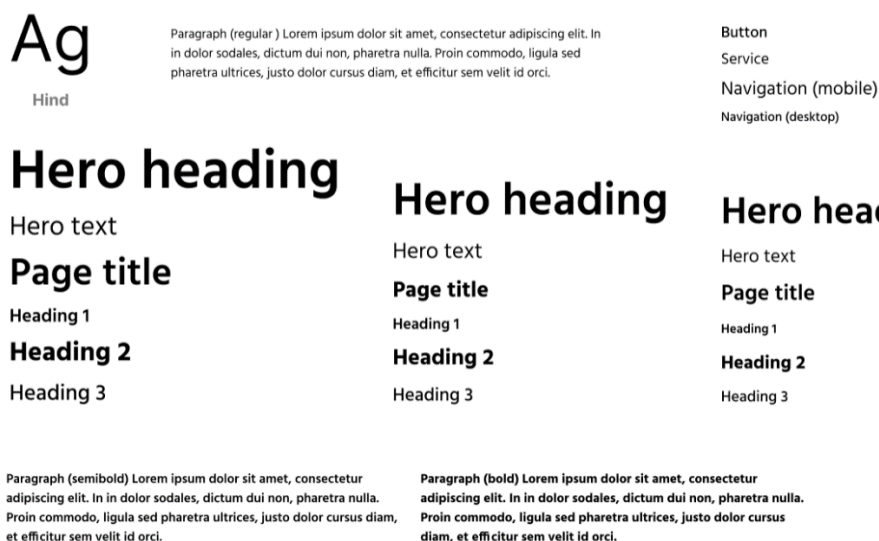 Ag
Hind
Paragraph (regular ) Lorem ipsum dolor sit amet, consectetur adipiscing elit. In
in dolor sodales, dictum dui non, pharetra nulla. Proin commodo, ligula sed
pharetra ultrices, justo dolor cursus diam, et efficitur sem velit id orci.
Button
Service
Navigation (mobile)
Navigation (desktop)
Hero heading
Hero text
Page title
Heading 1
Heading 2
Heading 3
Hero heading
Hero text
Page title
Heading 1
Heading 2
Heading 3
Hero hea
Hero text
Page title
Heading 1
Heading 2
Heading 3
Paragraph (semibold) Lorem ipsum dolor sit amet, consectetur
adipiscing elit. In in dolor sodales, dictum dui non, pharetra nulla.
Proin commodo, ligula sed pharetra ultrices, justo dolor cursus diam,
et efficitur sem velit id orci.
Paragraph (bold) Lorem ipsum dolor sit amet, consectetur
adipiscing elit. In in dolor sodales, dictum dui non, pharetra nulla.
Proin commodo, ligula sed pharetra ultrices, justo dolor cursus
diam, et efficitur sem velit id orci.